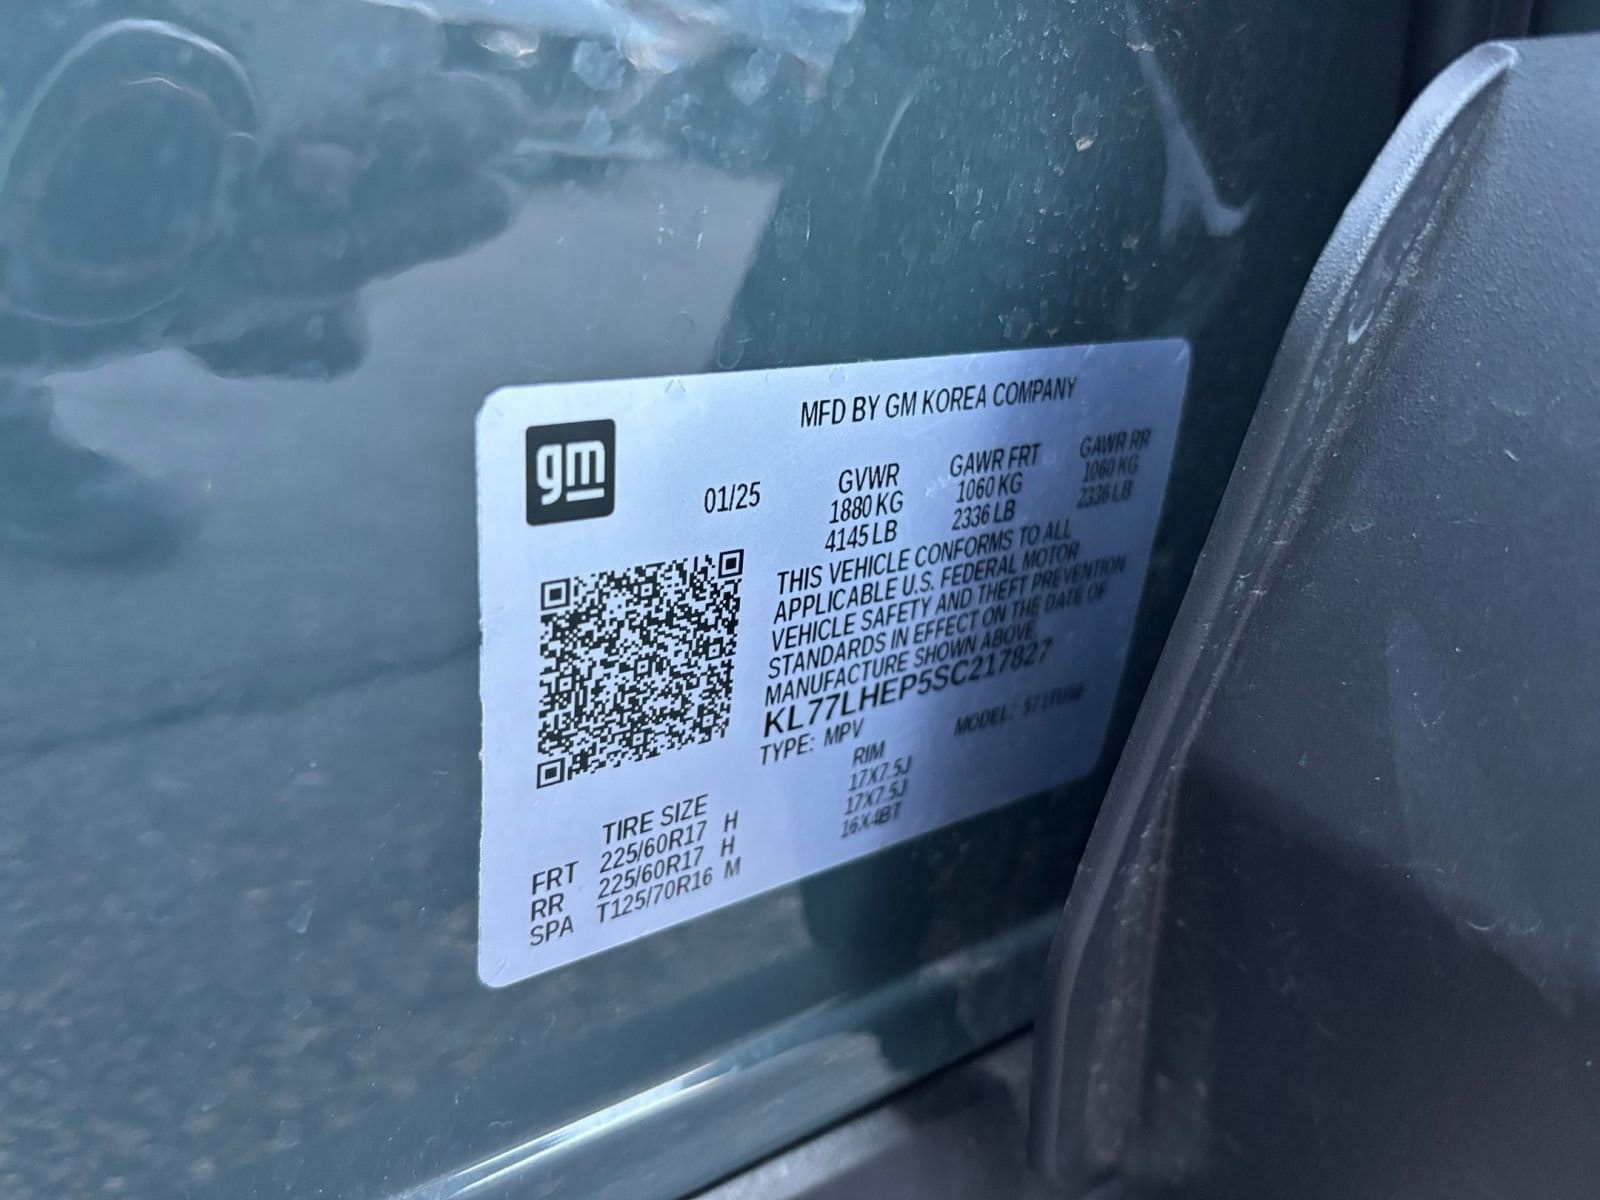 MFD BY GM KOREA COMPANY
gm
01/25
GVWR
1880 KG
4145 LB
GAWR FRT
1060 KG
2336 LB
GAWR RR
1060 KG
2336 LB
THIS VEHICLE CONFORMS TO ALL
APPLICABLE U.S. FEDERAL MOTOR
VEHICLE SAFETY AND THEFT PREVENTION
STANDARDS IN EFFECT ON THE DATE OF
MANUFACTURE SHOWN ABOVE.
KL77LHEP5SC217827
TYPE: MPV MODEL:
TIRE SIZE RIM
FRT 225/60R17 H 17X7.5J
RR 225/60R17 H 17X7.5J
SPA T125/70R16 M 16X4BT